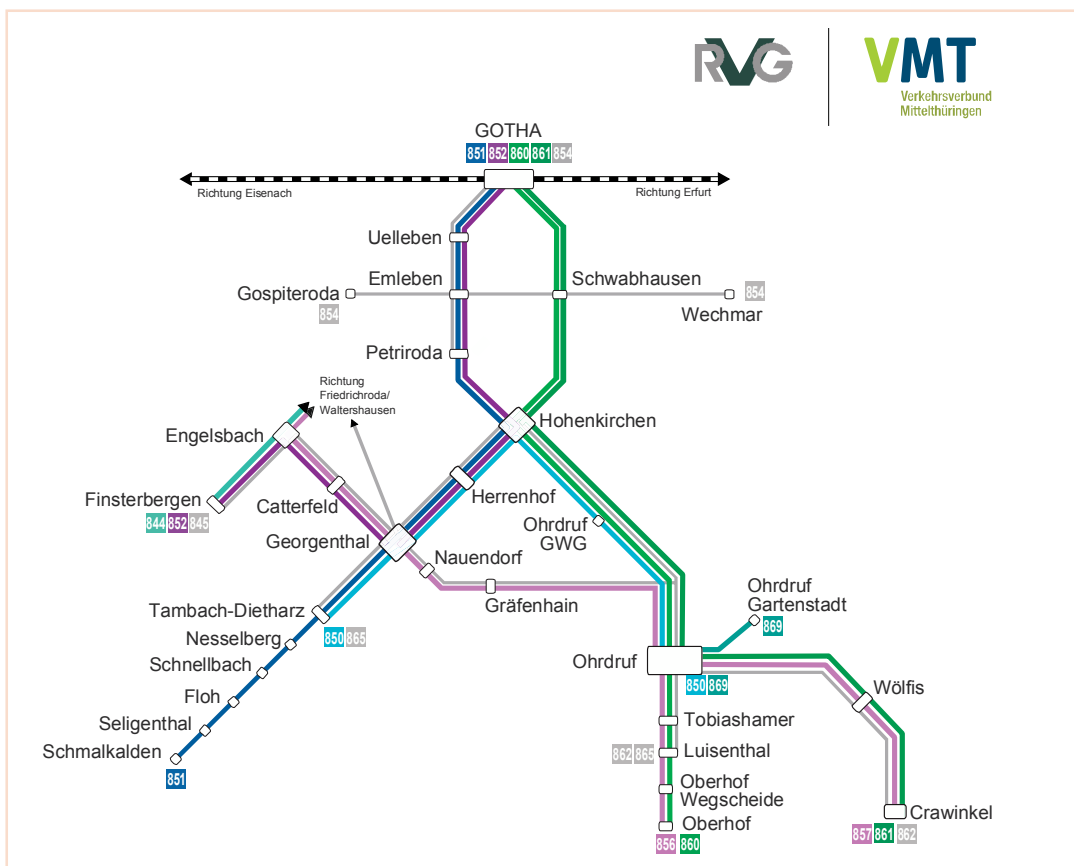 RVG
VMT
Verkehrsverbund
Mittelthüringen
GOTHA
851 852 860 861 854
Richtung Eisenach
Richtung Erfurt
Uelleben
Emleben
Schwabhausen
Gospiteroda
854
854
Wechmar
Petriroda
Richtung
Friedrichroda/
Waltershausen
Hohenkirchen
Engelsbach
Finsterbergen
844 852 845
Catterfeld
Herrenhof
Georgenthal
Ohrdruf
GWG
Nauendorf
Gräfenhain
Ohrdruf
Gartenstadt
869
Tambach-Dietharz
850 865
Nesselberg
Schnellbach
Floh
Seligenthal
Schmalkalden
851
Ohrdruf
850 869
Wölfis
Tobiashamer
862 865
Luisenthal
Oberhof
Wegscheide
Oberhof
856 860
Crawinkel
857 861 862